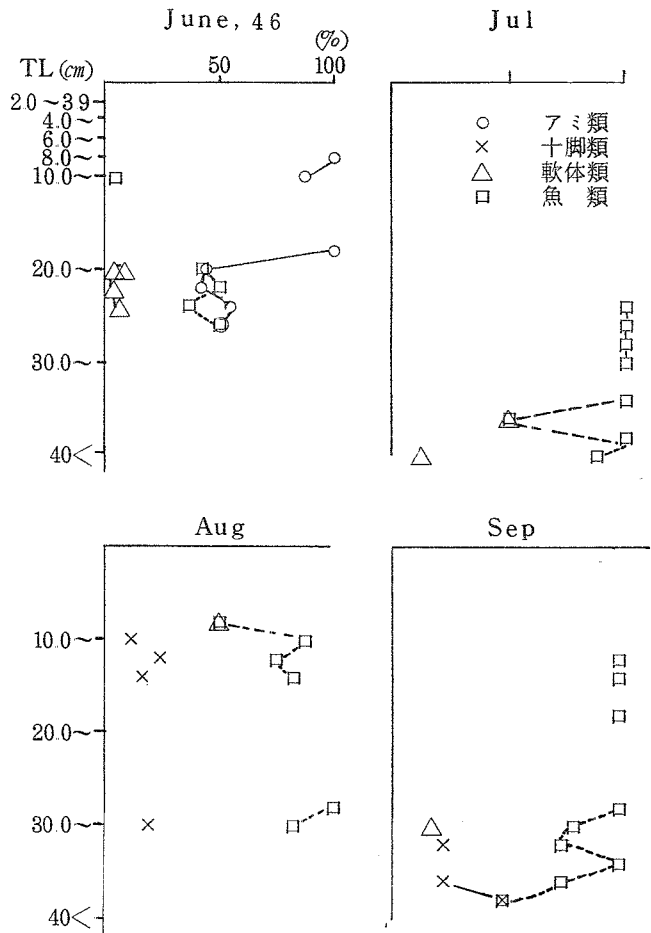 June, 46
Jul
(%)
TL (cm)
50
100
2.0~39
4.0~
6.0~
8.0~
10.0~
20.0~
30.0~
40<
○ アミ類
× 十脚類
△軟体類
□ 魚類
Aug
Sep
10.0~
20.0~
30.0~
40<